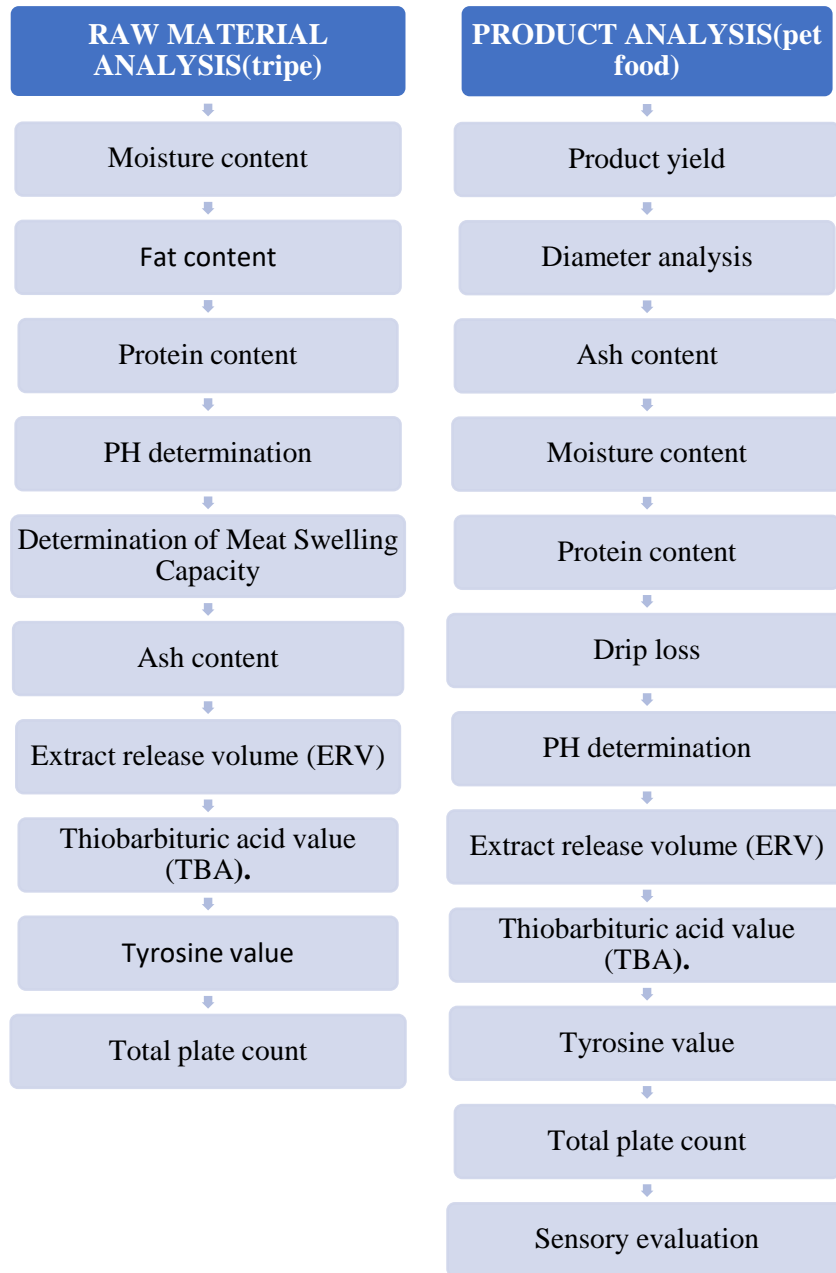 RAW MATERIAL
ANALYSIS(tripe)
Moisture content
Fat content
Protein content
PH determination
Determination of Meat Swelling
Capacity
Ash content
Extract release volume (ERV)
Thiobarbituric acid value
(TBA).
Tyrosine value
Total plate count
PRODUCT ANALYSIS(pet
food)
Product yield
Diameter analysis
Ash content
Moisture content
Protein content
Drip loss
PH determination
Extract release volume (ERV)
Thiobarbituric acid value
(TBA).
Tyrosine value
Total plate count
Sensory evaluation